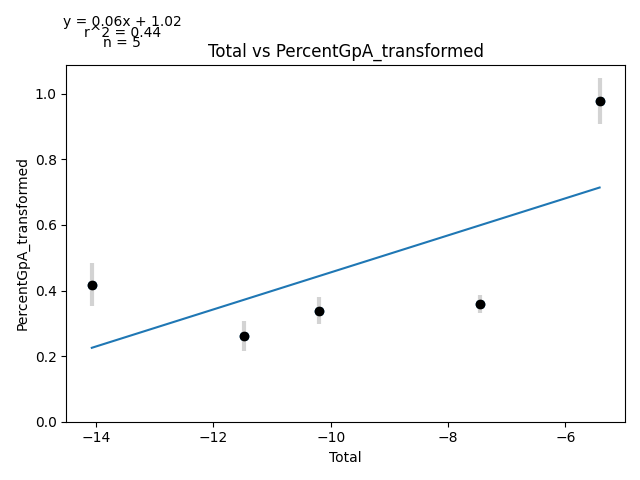 y = 0.06x + 1.02
r^2 = 0.44
n = 5
Total vs PercentGpA_transformed
PercentGpA_transformed
1.0
0.8
0.6
0.4
0.2
0.0
−14
−12
−10
−8
−6
Total